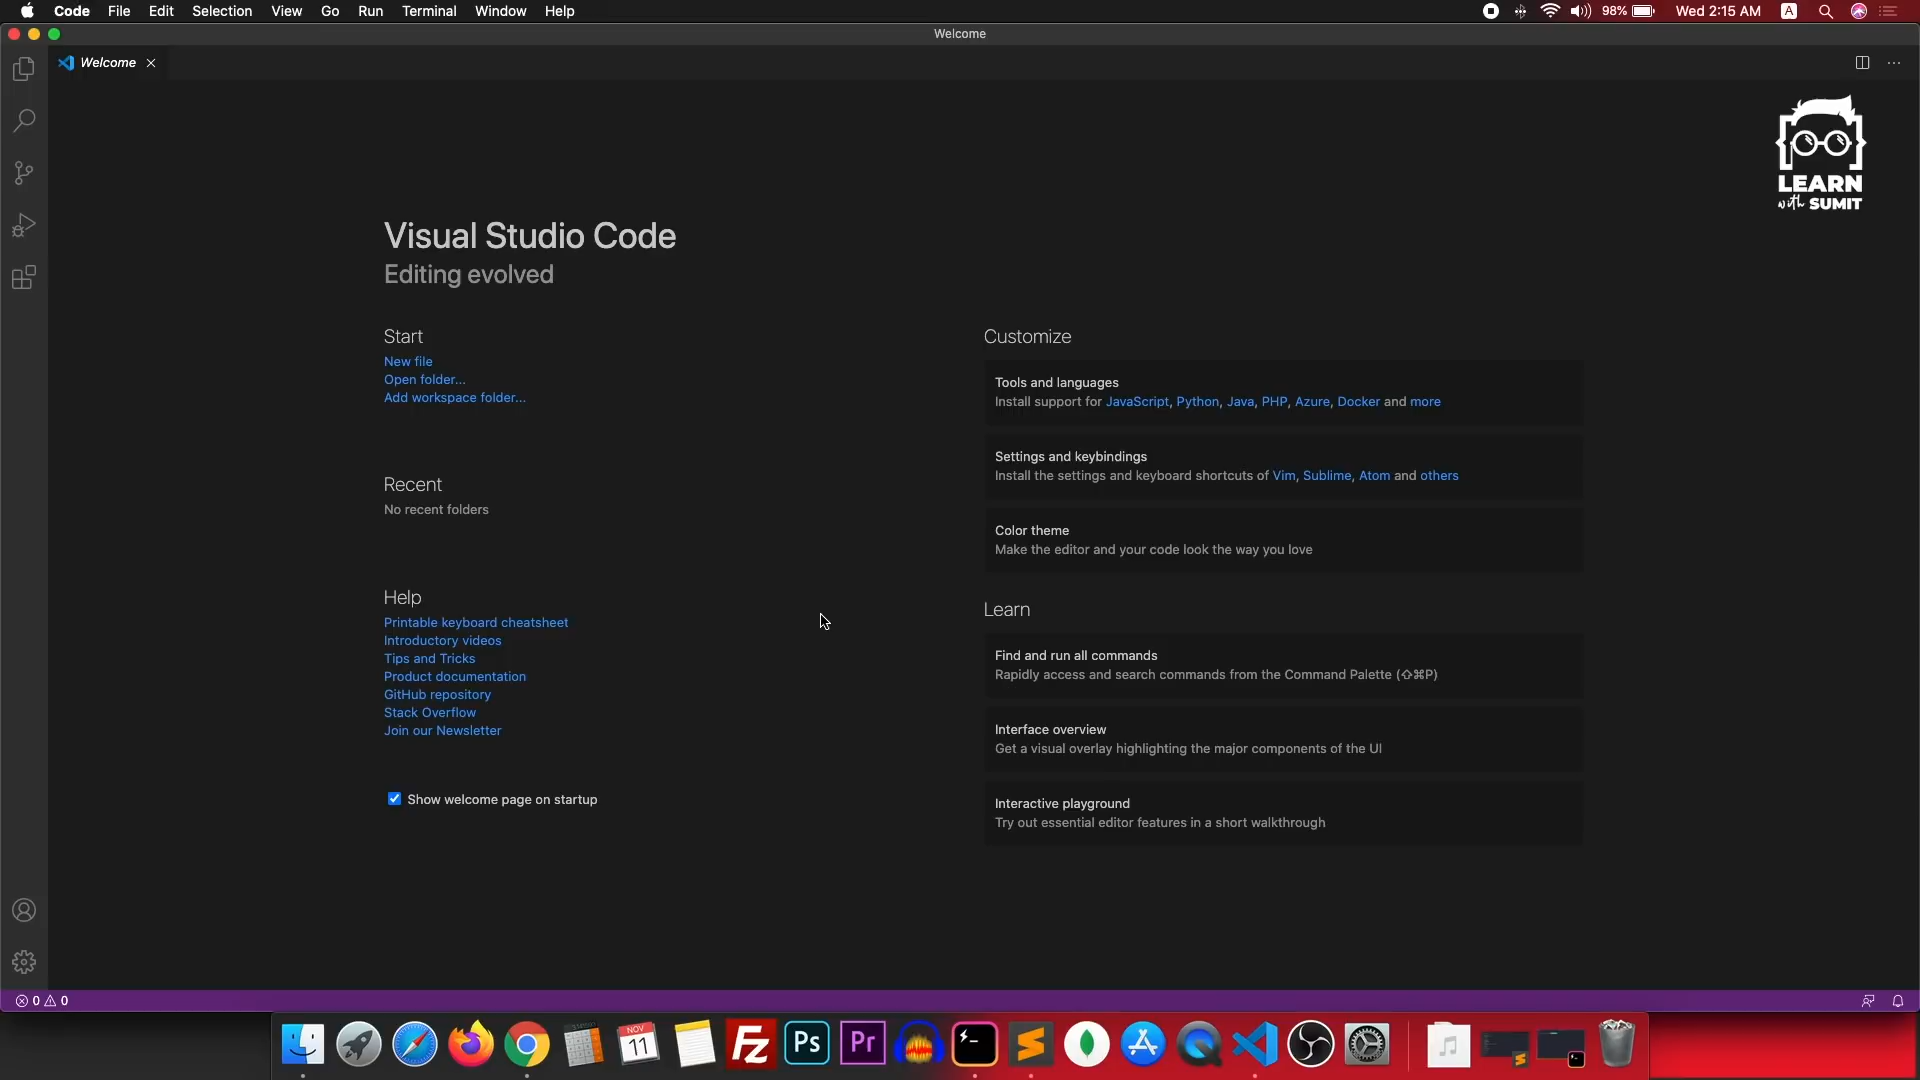 Code File Edit Selection View Go Run Terminal Window Help
98% Wed 2:15 AM A
Welcome
Welcome
LEARN
with SUMIT
Visual Studio Code
Editing evolved
Start
New file
Open folder...
Add workspace folder...
Recent
No recent folders
Help
Printable keyboard cheatsheet
Introductory videos
Tips and Tricks
Product documentation
GitHub repository
Stack Overflow
Join our Newsletter
Show welcome page on startup
Customize
Tools and languages
Install support for JavaScript, Python, Java, PHP, Azure, Docker and more
Settings and keybindings
Install the settings and keyboard shortcuts of Vim, Sublime, Atom and others
Color theme
Make the editor and your code look the way you love
Learn
Find and run all commands
Rapidly access and search commands from the Command Palette (⇧⌘P)
Interface overview
Get a visual overlay highlighting the major components of the UI
Interactive playground
Try out essential editor features in a short walkthrough
0 0
NOV
11
Fz
Ps
Pr